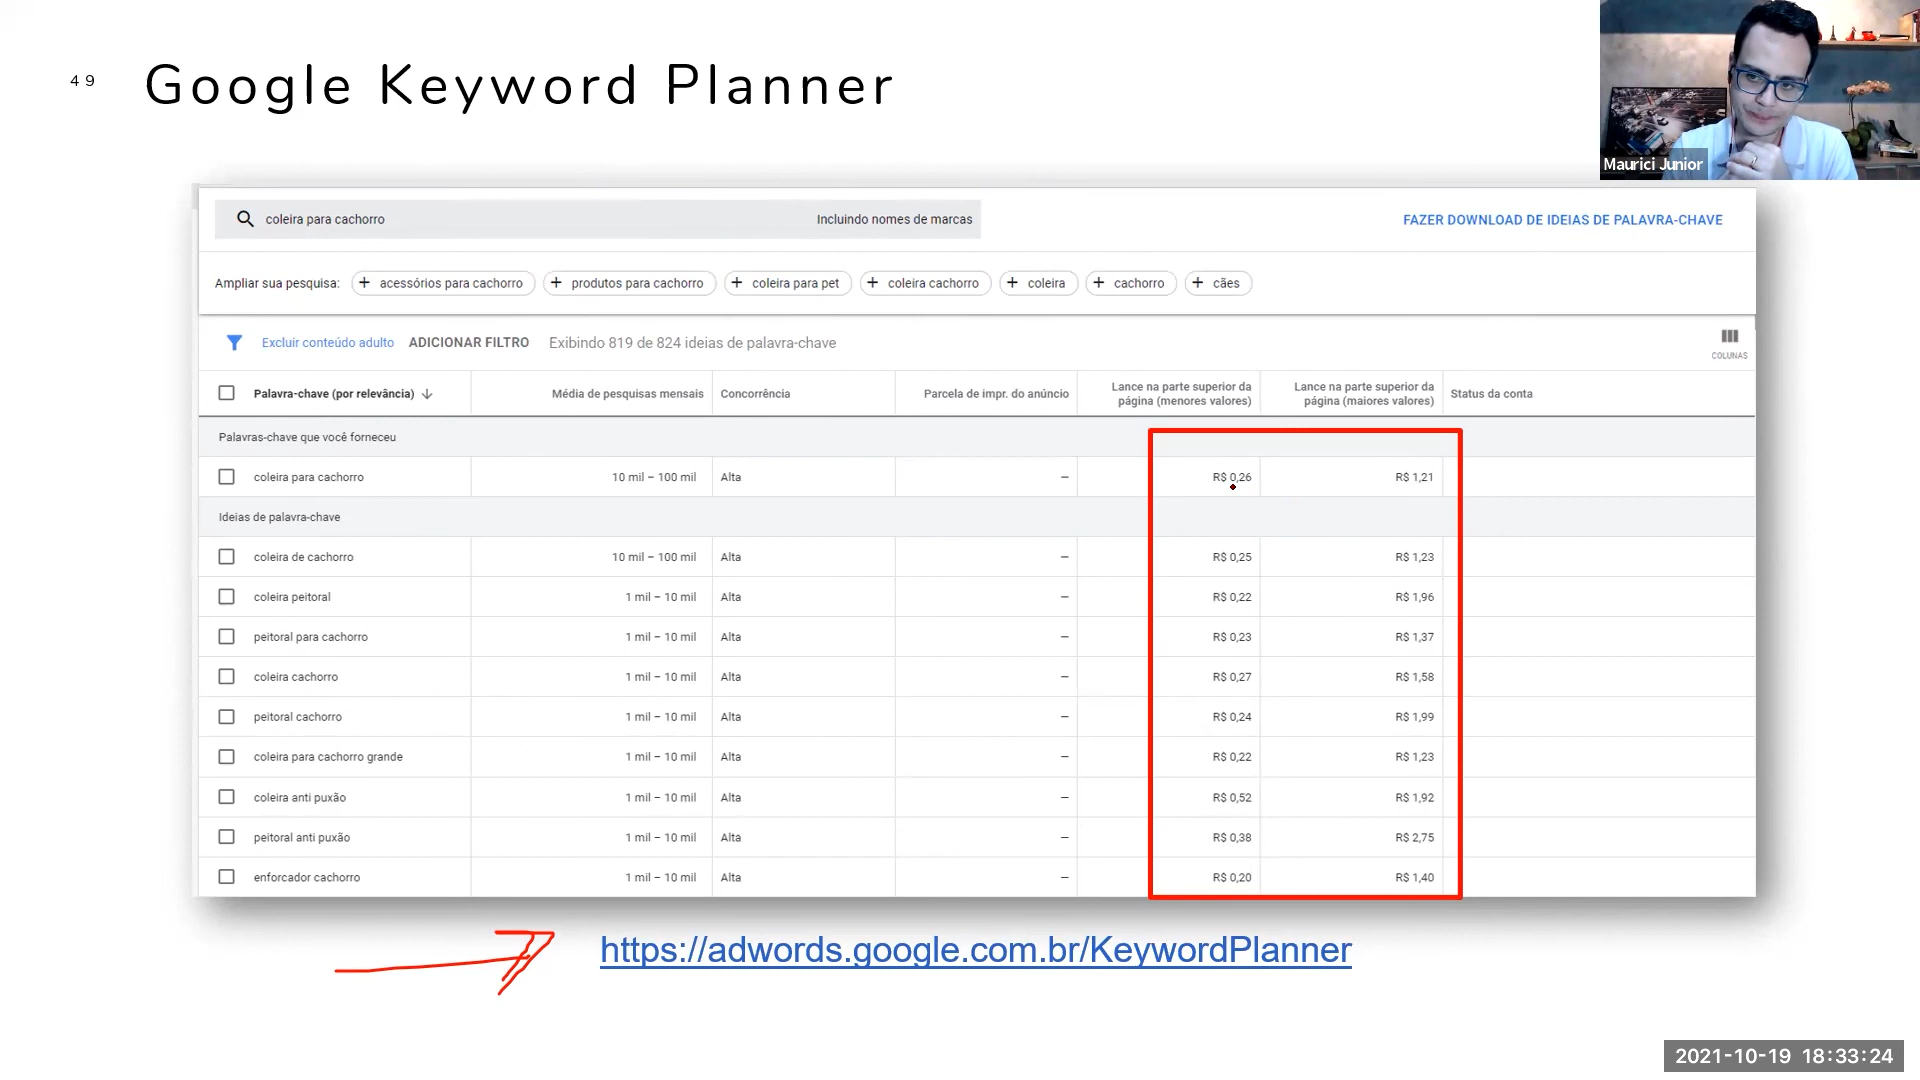 49
Google Keyword Planner
Maurici Junior
coleira para cachorro Incluindo nomes de marcas FAZER DOWNLOAD DE IDEIAS DE PALAVRA-CHAVE
Ampliar sua pesquisa: + acessórios para cachorro + produtos para cachorro + coleira para pet + coleira cachorro + coleira + cachorro + cães
Excluir conteúdo adulto ADICIONAR FILTRO Exibindo 819 de 824 ideias de palavra-chave
COLUNAS
Palavra-chave (por relevância) ↓ Média de pesquisas mensais Concorrência Parcela de impr. do anúncio Lance na parte superior da página (menores valores) Lance na parte superior da página (maiores valores) Status da conta
Palavras-chave que você forneceu
coleira para cachorro 10 mil – 100 mil Alta – R$ 0,26 R$ 1,21
Ideias de palavra-chave
coleira de cachorro 10 mil – 100 mil Alta – R$ 0,25 R$ 1,23
coleira peitoral 1 mil – 10 mil Alta – R$ 0,22 R$ 1,96
peitoral para cachorro 1 mil – 10 mil Alta – R$ 0,23 R$ 1,37
coleira cachorro 1 mil – 10 mil Alta – R$ 0,27 R$ 1,58
peitoral cachorro 1 mil – 10 mil Alta – R$ 0,24 R$ 1,99
coleira para cachorro grande 1 mil – 10 mil Alta – R$ 0,22 R$ 1,23
coleira anti puxão 1 mil – 10 mil Alta – R$ 0,52 R$ 1,92
peitoral anti puxão 1 mil – 10 mil Alta – R$ 0,38 R$ 2,75
enforcador cachorro 1 mil – 10 mil Alta – R$ 0,20 R$ 1,40
https://adwords.google.com.br/KeywordPlanner
2021-10-19 18:33:24